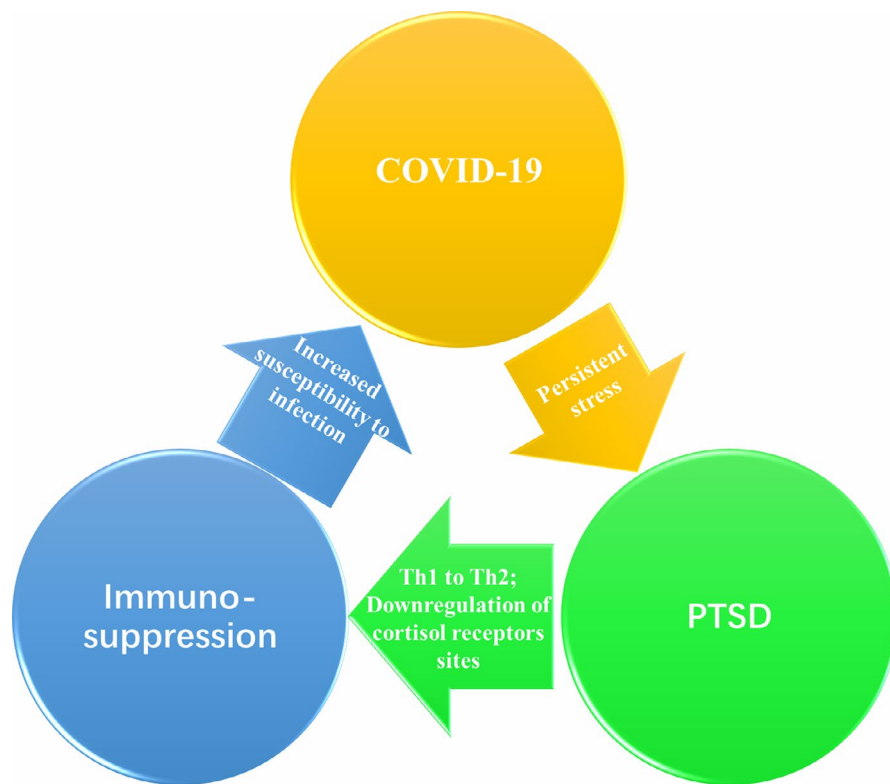 COVID-19
Persistent
stress
PTSD
Th1 to Th2;
Downregulation of
cortisol receptors
sites
Immuno-
suppression
Increased
susceptibility to
infection